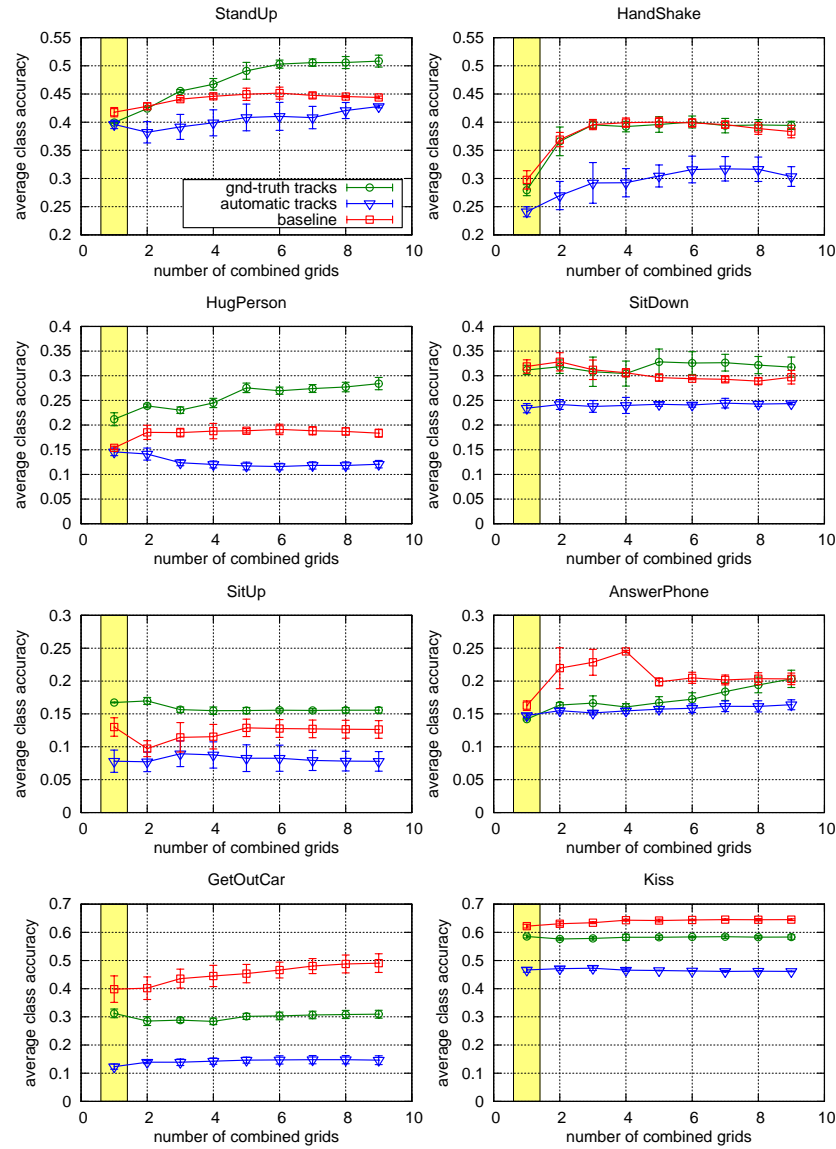 StandUp
average class accuracy
0.55
0.5
0.45
0.4
0.35
0.3
0.25
0.2
gnd-truth tracks
automatic tracks
baseline
0 2 4 6 8 10
number of combined grids
HandShake
average class accuracy
0.55
0.5
0.45
0.4
0.35
0.3
0.25
0.2
0 2 4 6 8 10
number of combined grids
HugPerson
average class accuracy
0.4
0.35
0.3
0.25
0.2
0.15
0.1
0.05
0
0 2 4 6 8 10
number of combined grids
SitDown
average class accuracy
0.4
0.35
0.3
0.25
0.2
0.15
0.1
0.05
0
0 2 4 6 8 10
number of combined grids
SitUp
average class accuracy
0.3
0.25
0.2
0.15
0.1
0.05
0
0 2 4 6 8 10
number of combined grids
AnswerPhone
average class accuracy
0.3
0.25
0.2
0.15
0.1
0.05
0
0 2 4 6 8 10
number of combined grids
GetOutCar
average class accuracy
0.7
0.6
0.5
0.4
0.3
0.2
0.1
0
0 2 4 6 8 10
number of combined grids
Kiss
average class accuracy
0.7
0.6
0.5
0.4
0.3
0.2
0.1
0
0 2 4 6 8 10
number of combined grids